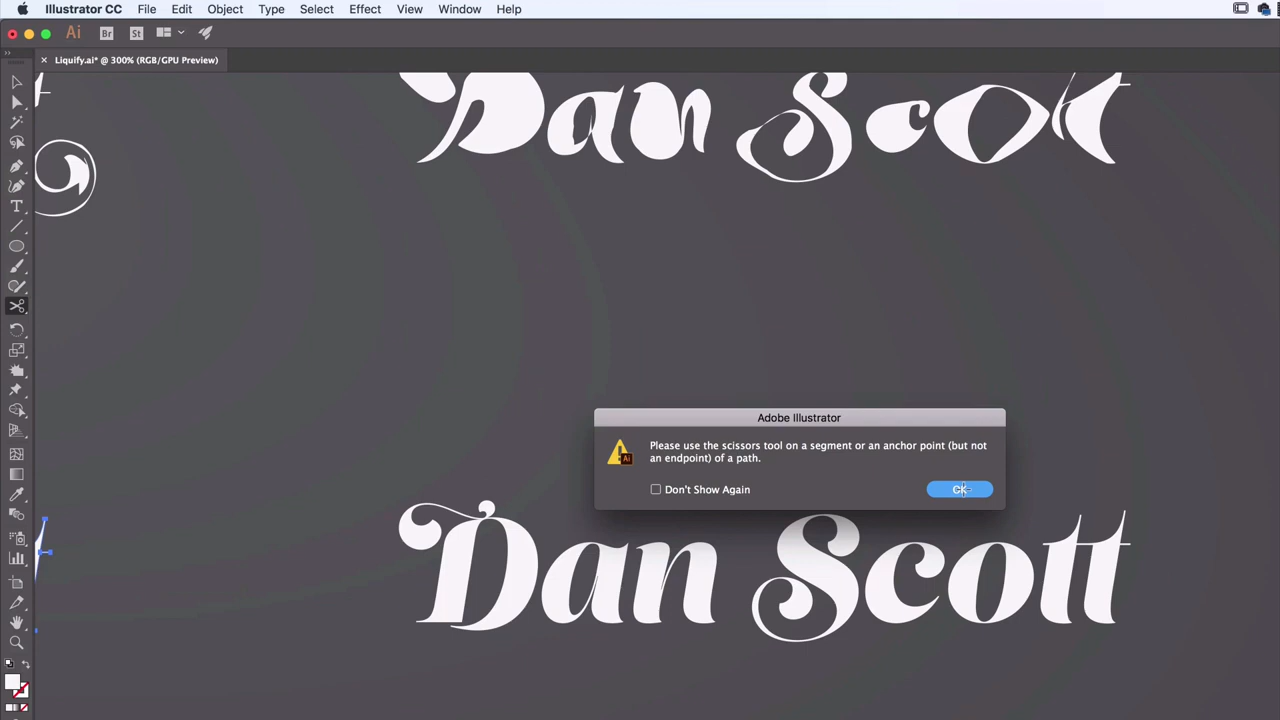 Illustrator CC File Edit Object Type Select Effect View Window Help
Ai Br St
Liquify.ai* @ 300% (RGB/GPU Preview)
Dan Scott
Adobe Illustrator
Please use the scissors tool on a segment or an anchor point (but not
an endpoint) of a path.
Don't Show Again
OK
Dan Scott